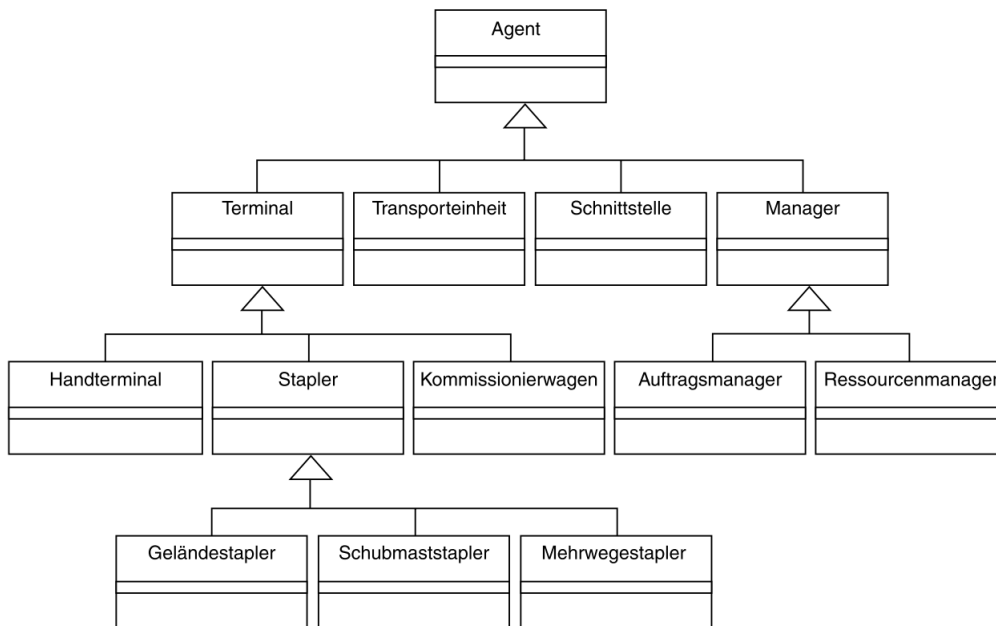 Agent
Terminal
Transporteinheit
Schnittstelle
Manager
Handterminal
Stapler
Kommissionierwagen
Auftragsmanager
Ressourcenmanager
Geländestapler
Schubmaststapler
Mehrwegestapler